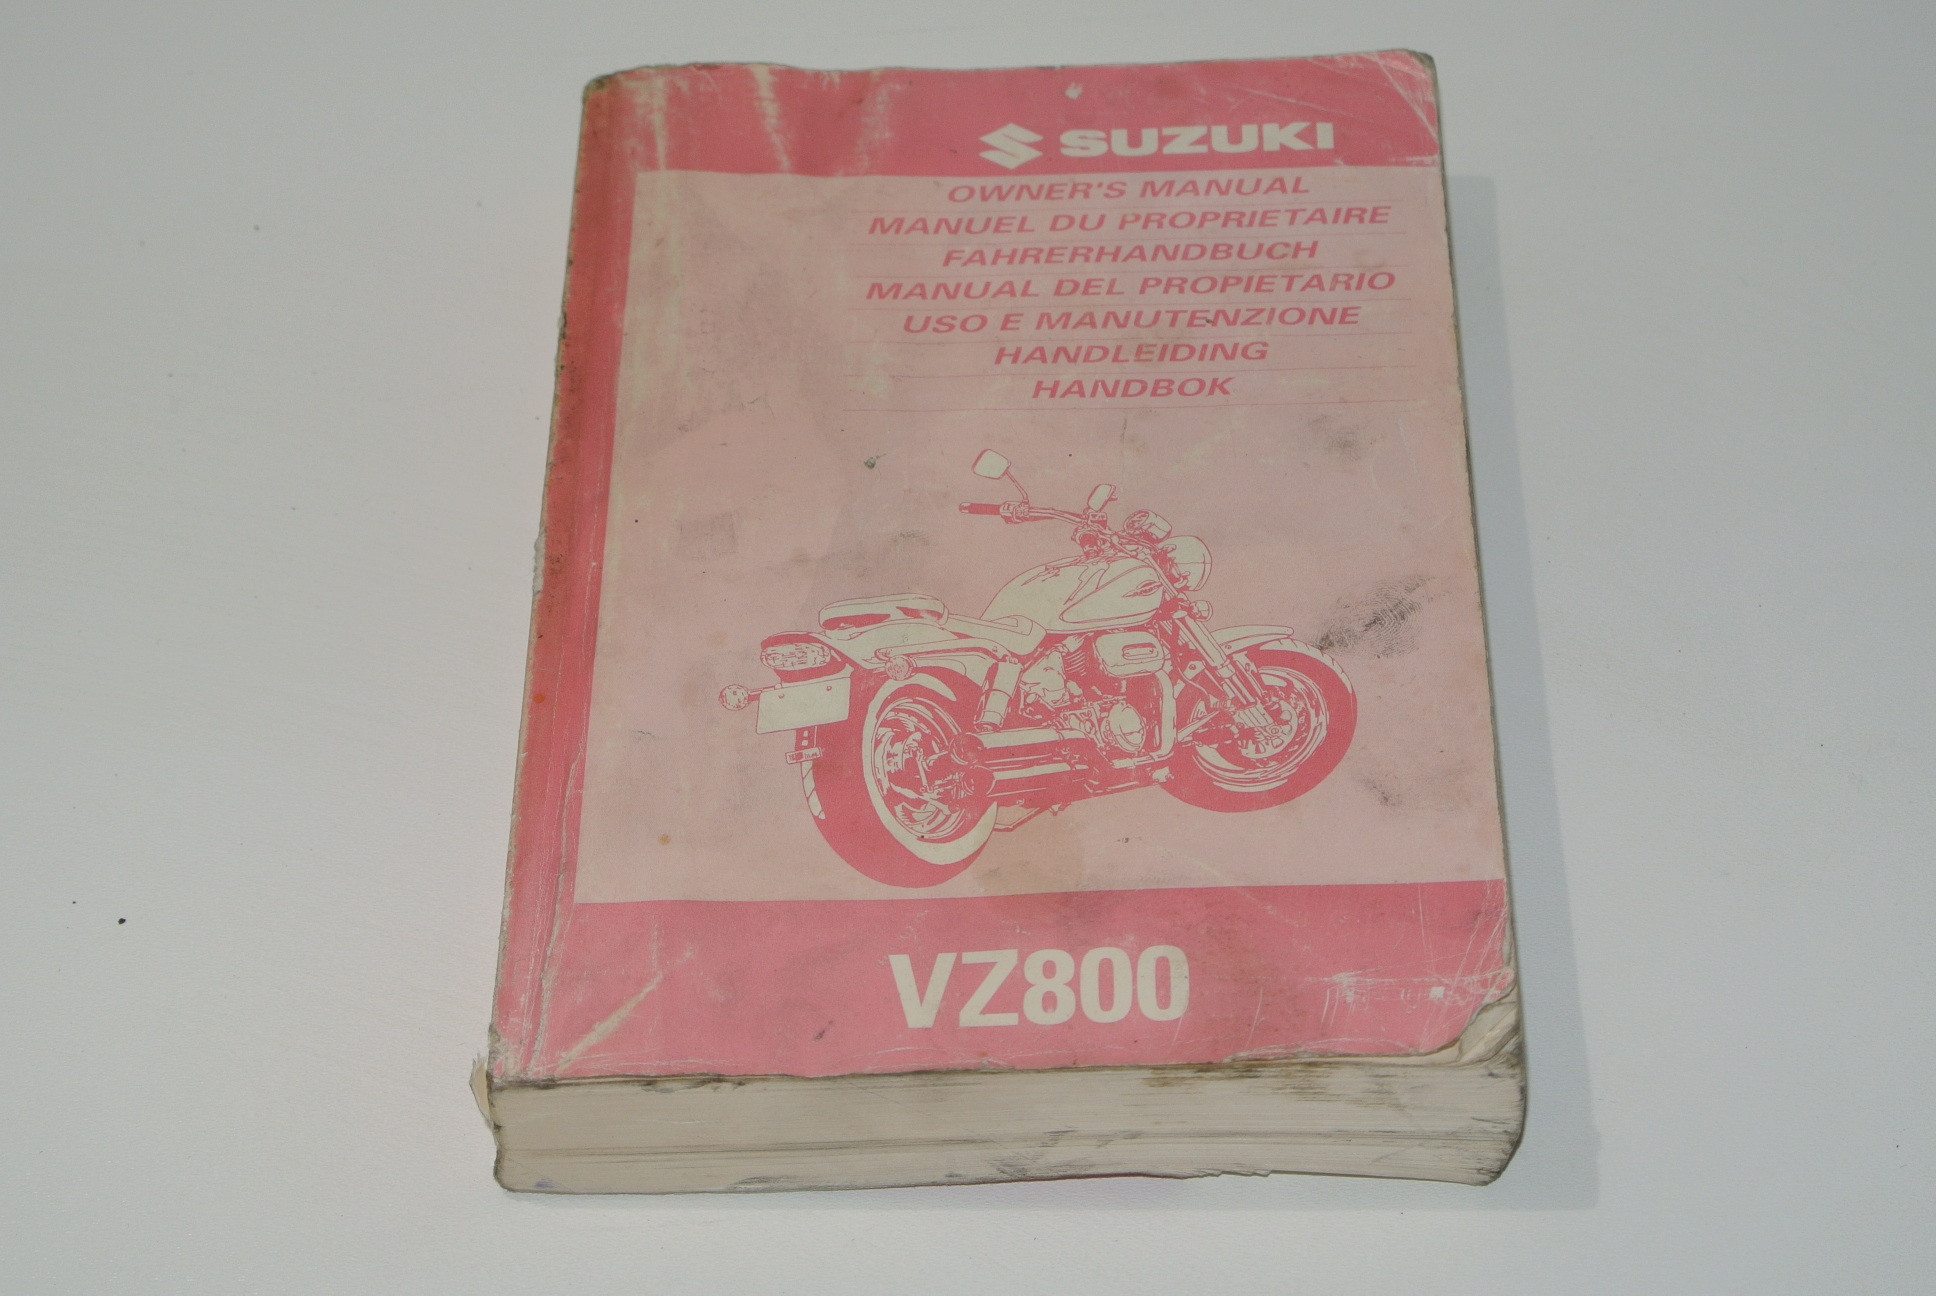 SUZUKI
OWNER'S MANUAL
MANUEL DU PROPRIETAIRE
FAHRERHANDBUCH
MANUAL DEL PROPIETARIO
USO E MANUTENZIONE
HANDLEIDING
HANDBOK
VZ800